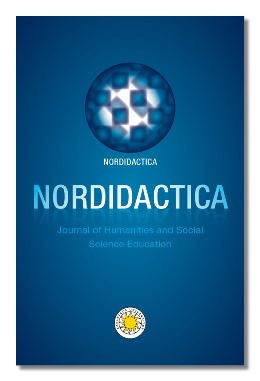 NORDIDACTICA
NORDIDACTICA
Journal of Humanities and Social
Science Education